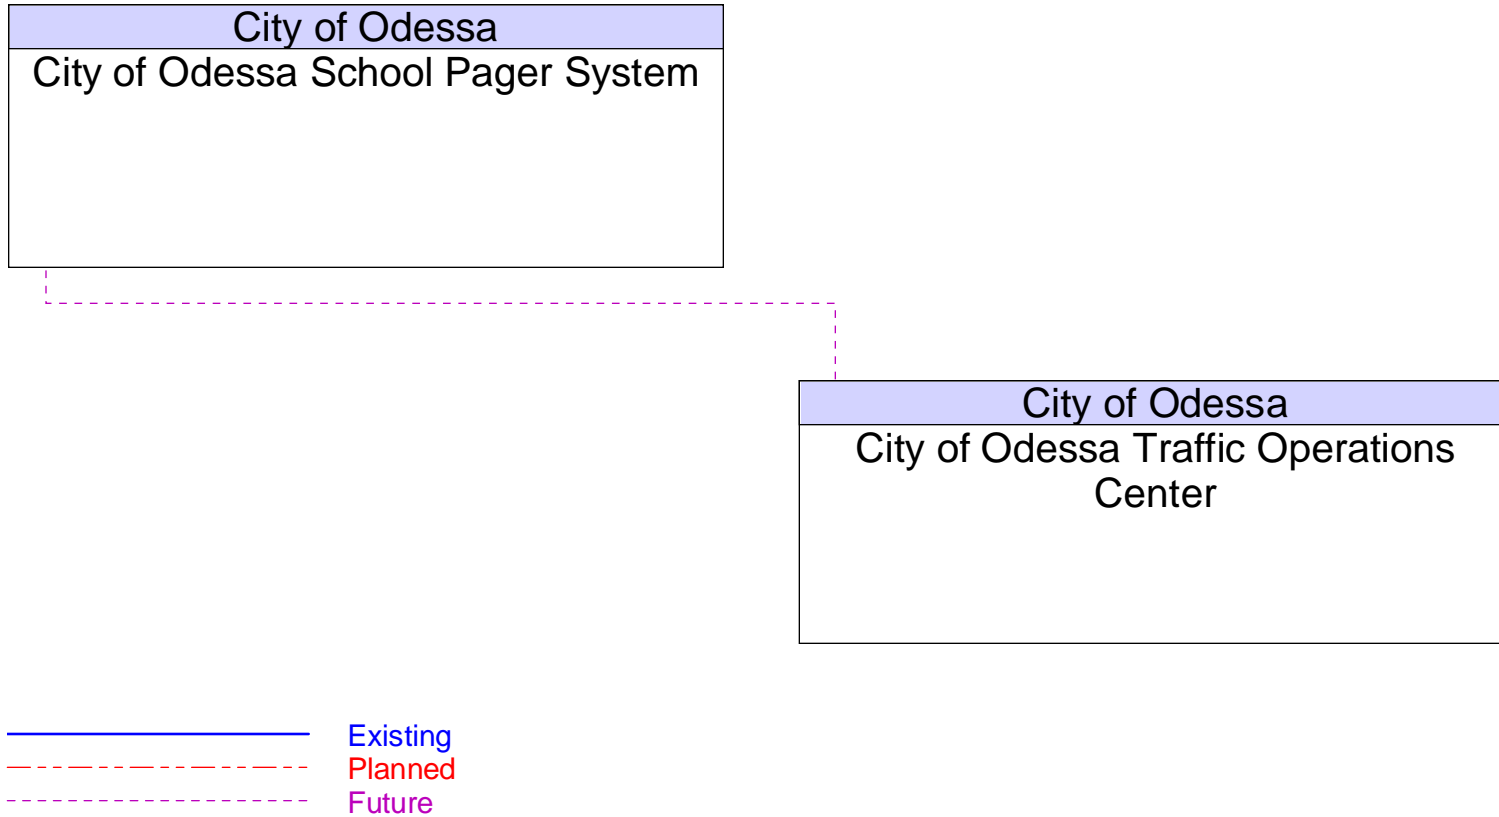 City of Odessa
City of Odessa School Pager System
City of Odessa
City of Odessa Traffic Operations
Center
Existing
Planned
Future